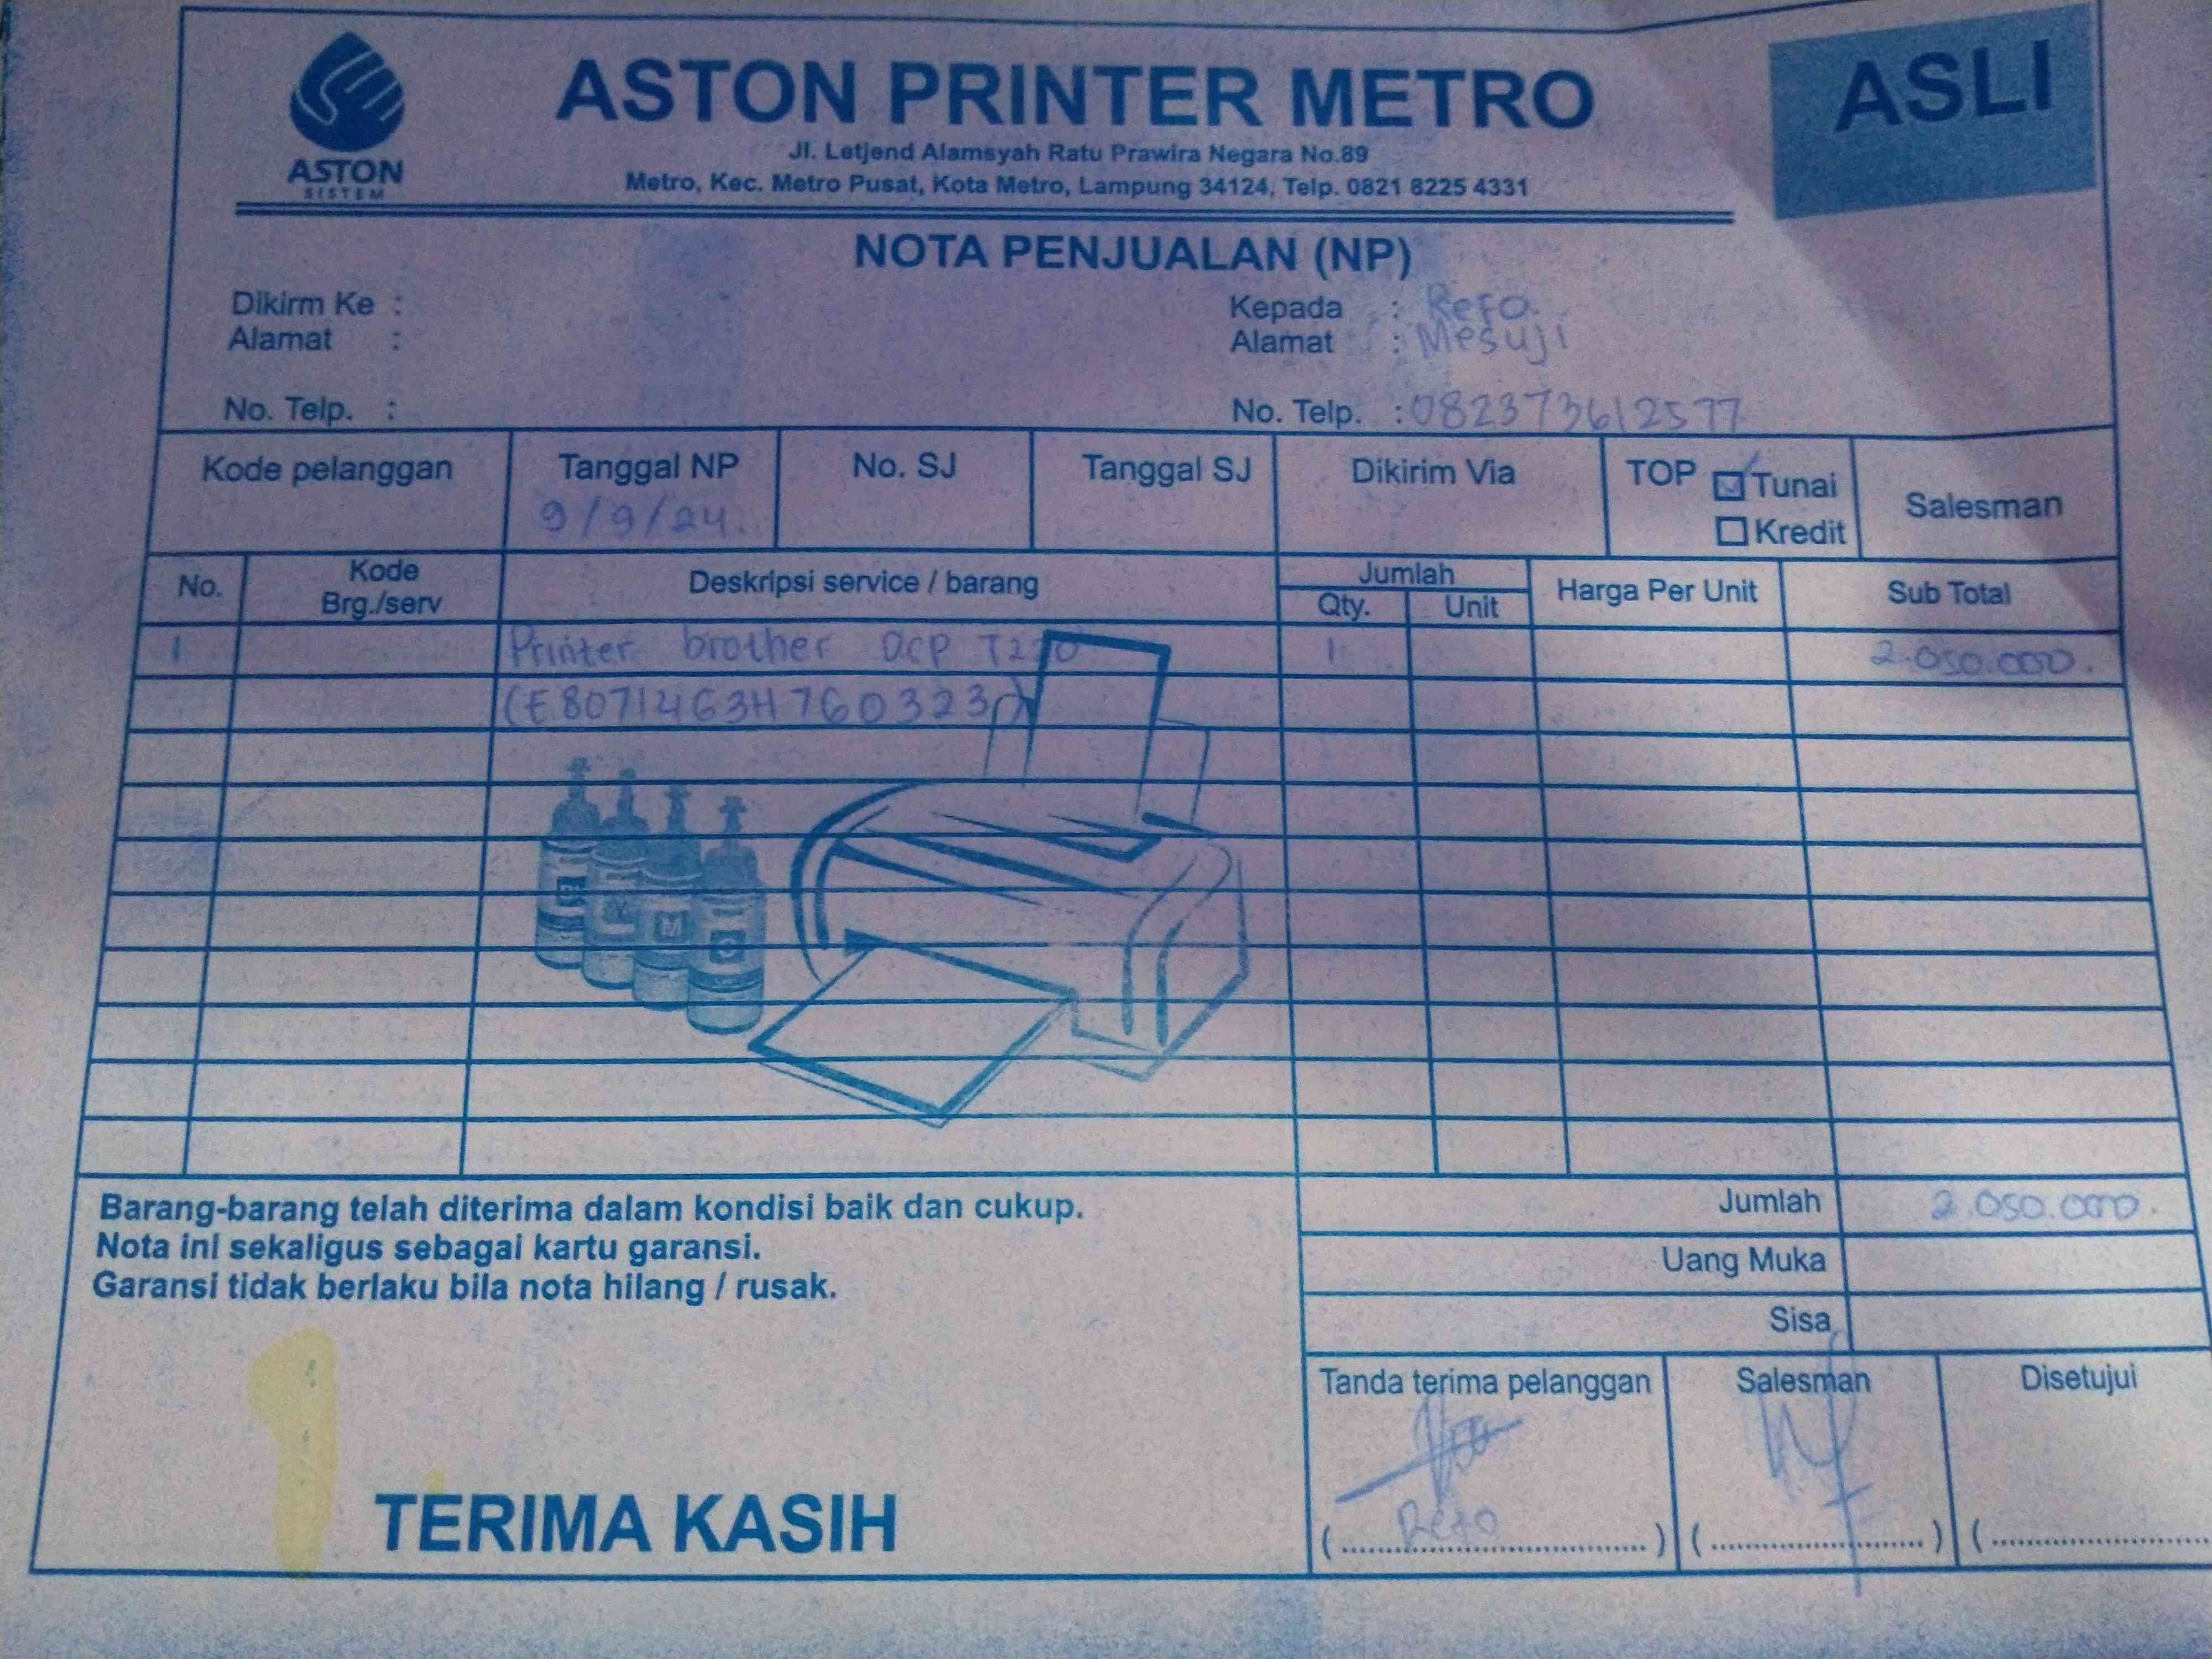 ASTON
SISTEM
ASTON PRINTER METRO
Jl. Letjend Alamsyah Ratu Prawira Negara No.89
Metro, Kec. Metro Pusat, Kota Metro, Lampung 34124, Telp. 0821 8225 4331
ASLI
NOTA PENJUALAN (NP)
Dikirm Ke :
Alamat :
No. Telp. :
Kepada : Refo
Alamat : Mesuji
No. Telp. : 082373612577
Kode pelanggan
Tanggal NP
9/9/24.
No. SJ
Tanggal SJ
Dikirim Via
TOP Tunai
Kredit
Salesman
No. Kode Brg./serv Deskripsi service / barang Jumlah Qty. Unit Harga Per Unit Sub Total
1 Printer brother DCP T220 1 2.050.000.
(E80714G3H760323
Y M C
Barang-barang telah diterima dalam kondisi baik dan cukup.
Nota ini sekaligus sebagai kartu garansi.
Garansi tidak berlaku bila nota hilang / rusak.
TERIMA KASIH
Jumlah 2.050.000.
Uang Muka
Sisa
Tanda terima pelanggan
Salesman
Disetujui
(Refo)
(..............................)
(..............................